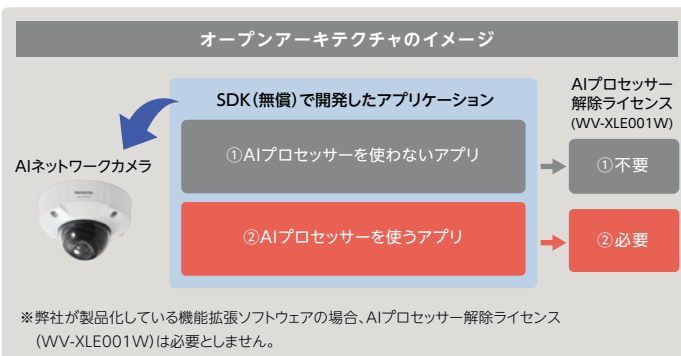 オープンアーキテクチャのイメージ
SDK(無償)で開発したアプリケーション
AIプロセッサー
解除ライセンス
(WV-XLE001W)
AIネットワークカメラ
①AIプロセッサーを使わないアプリ
①不要
②AIプロセッサーを使うアプリ
②必要
※弊社が製品化している機能拡張ソフトウェアの場合、AIプロセッサー解除ライセンス
(WV-XLE001W)は必要としません。